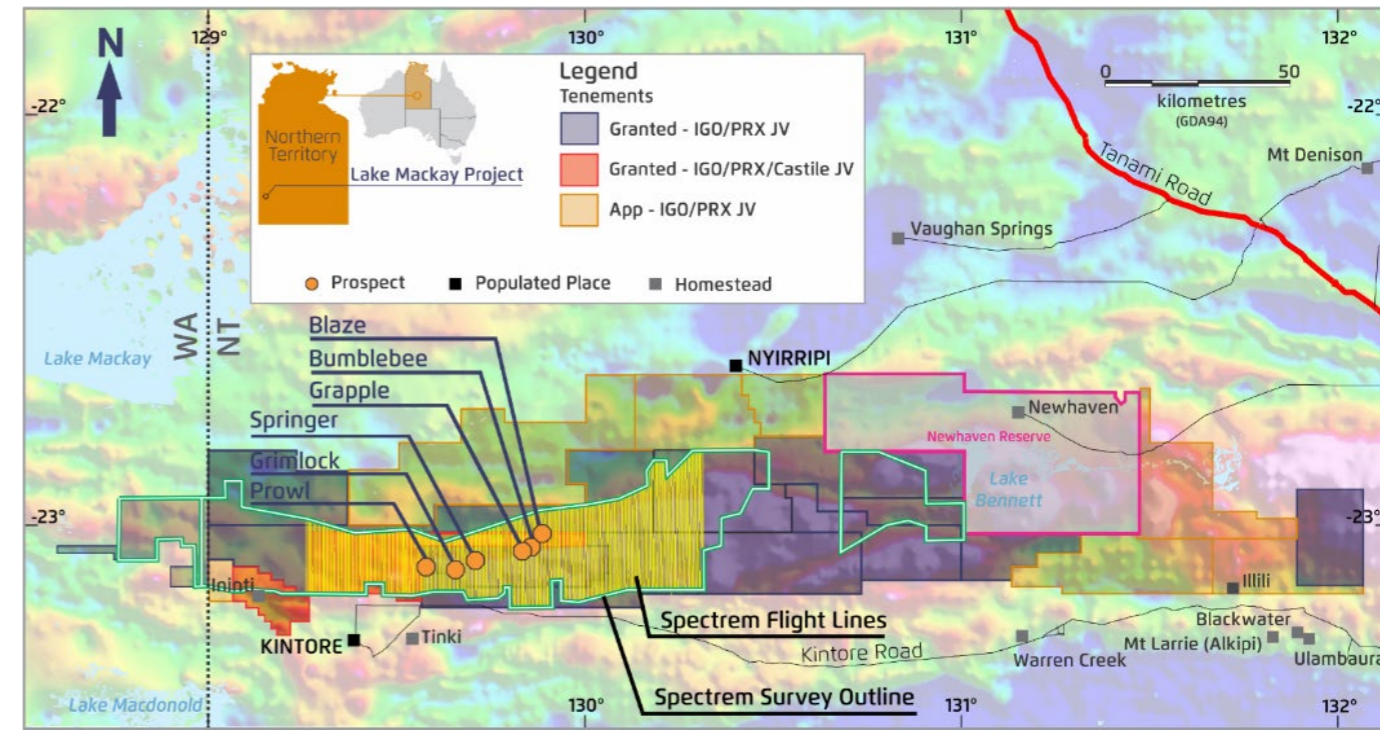 N
129°
130°
131°
132°
-22°
-22°
Legend
Tenements
Granted - IGO/PRX JV
Granted - IGO/PRX/Castile JV
App - IGO/PRX JV
Northern
Territory
Lake Mackay Project
Prospect
Populated Place
Homestead
0 50
kilometres
(GDA94)
Tanami Road
Mt Denison
Vaughan Springs
WA
NT
Lake Mackay
Blaze
Bumblebee
Grapple
Springer
Grimlock
Prowl
NYIRRIPI
Newhaven
Newhaven Reserve
Lake
Bennett
-23°
-23°
Ininti
KINTORE
Tinki
Spectrem Flight Lines
Kintore Road
Spectrem Survey Outline
Illili
Blackwater
Mt Larrie (Alkipi)
Warren Creek
Ulambaura
Lake Macdonold
130°
131°
132°